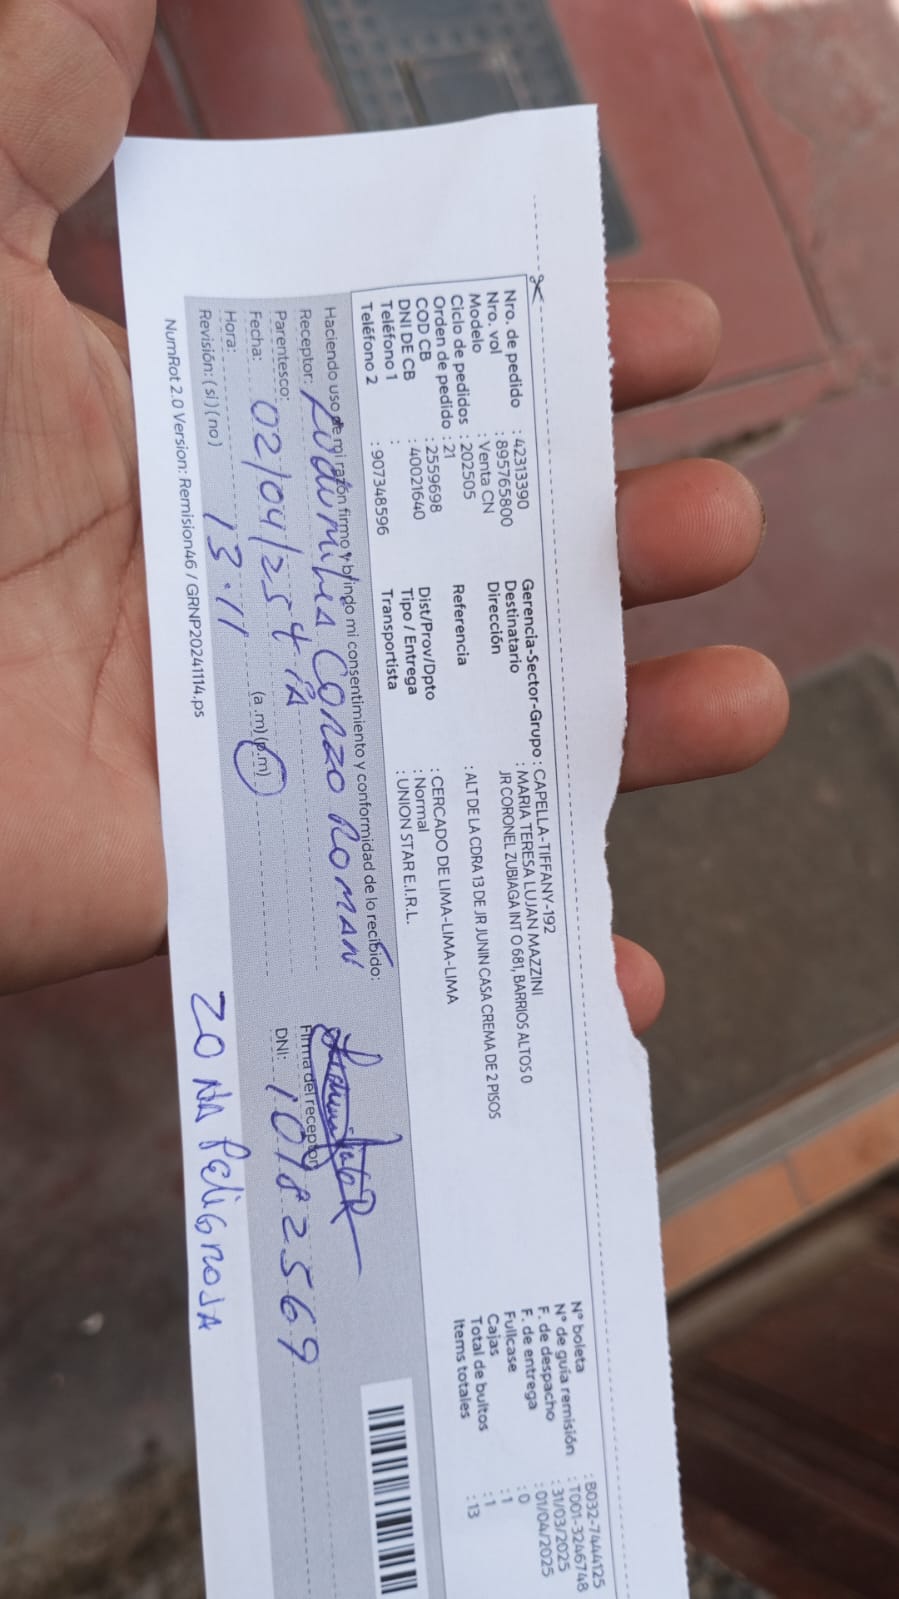 Nro. de pedido : 42313390
Nro. vol : 895765800
Modelo : Venta CN
Ciclo de pedidos : 202505
Orden de pedido : 21
COD CB : 2559698
DNI DE CB : 40021640
Teléfono 1 :
Teléfono 2 : 907348596
Gerencia-Sector-Grupo : CAPELLA-TIFFANY-192
Destinatario : MARIA TERESA LUJAN MAZZINI
Dirección JR CORONEL ZUBIAGA INT O 681, BARRIOS ALTOS 0
Referencia : ALT DE LA CDRA 13 DE JR JUNIN CASA CREMA DE 2 PISOS
Dist/Prov/Dpto : CERCADO DE LIMA-LIMA-LIMA
Tipo / Entrega : Normal
Transportista : UNION STAR E.I.R.L.
N° boleta : B032-7444125
N° de guía remisión : T001-3246748
F. de despacho : 31/03/2025
F. de entrega : 01/04/2025
Fullcase : 0
Cajas : 1
Total de bultos : 1
Items totales : 13
Haciendo uso de mi razón firmo y brindo mi consentimiento y conformidad de lo recibido:
Receptor: ROMAN
Parentesco:
Fecha: 02/04/25
Hora: 13:11 (a .m) (p.m)
Revisión: (si) (no)
Firma del receptor
DNI: 10182569
NumRot 2.0 Version: Remision46 / GRNP20241114.ps
ZONA PELIGROSA